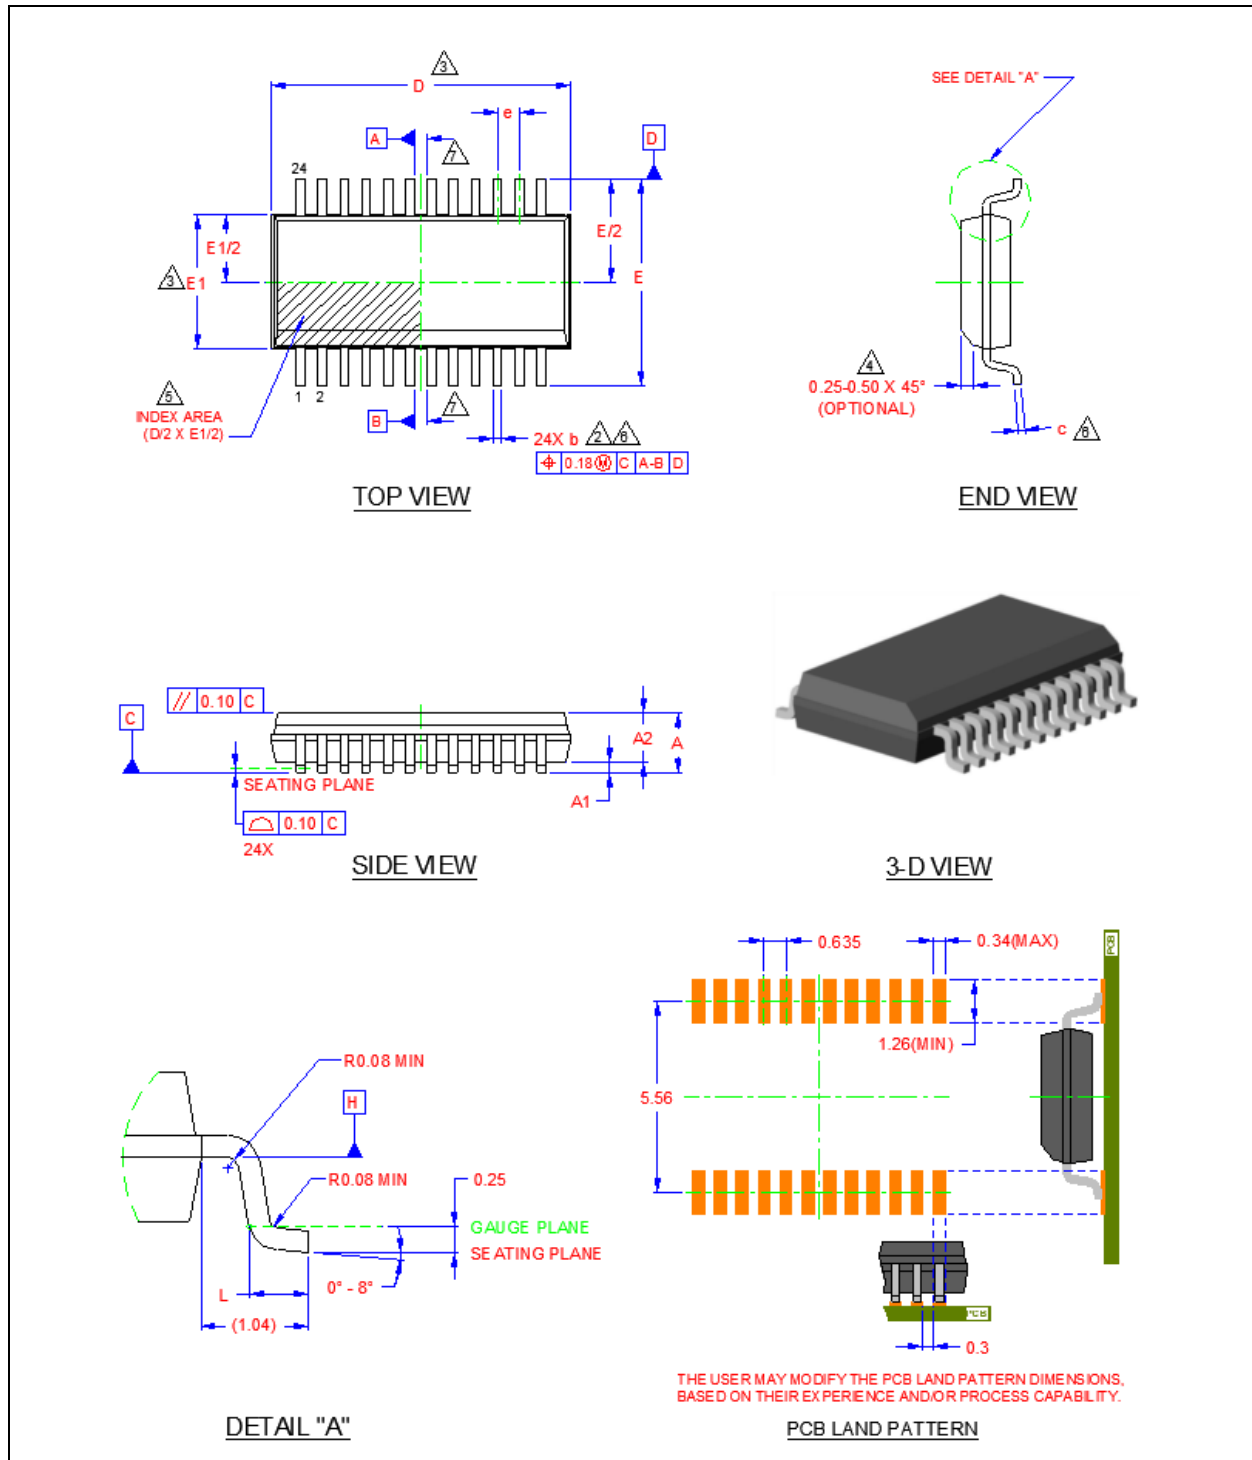 3
D
e
A
7
D
24
E1/2
E/2
3
E1
E
5
INDEX AREA
(D/2 X E1/2)
1 2
B
7
24X b 2 6
0.18 M C A-B D
TOP VIEW
SEE DETAIL "A"
4
0.25-0.50 X 45°
(OPTIONAL)
c 6
END VIEW
// 0.10 C
C
A2
A
SEATING PLANE
A1
0.10 C
24X
SIDE VIEW
3-D VIEW
R0.08 MIN
H
R0.08 MIN
0.25
GAUGE PLANE
SEATING PLANE
0° - 8°
L
(1.04)
DETAIL "A"
0.635
0.34(MAX)
PCB
1.26(MIN)
5.56
PCB
0.3
THE USER MAY MODIFY THE PCB LAND PATTERN DIMENSIONS,
BASED ON THEIR EXPERIENCE AND/OR PROCESS CAPABILITY.
PCB LAND PATTERN